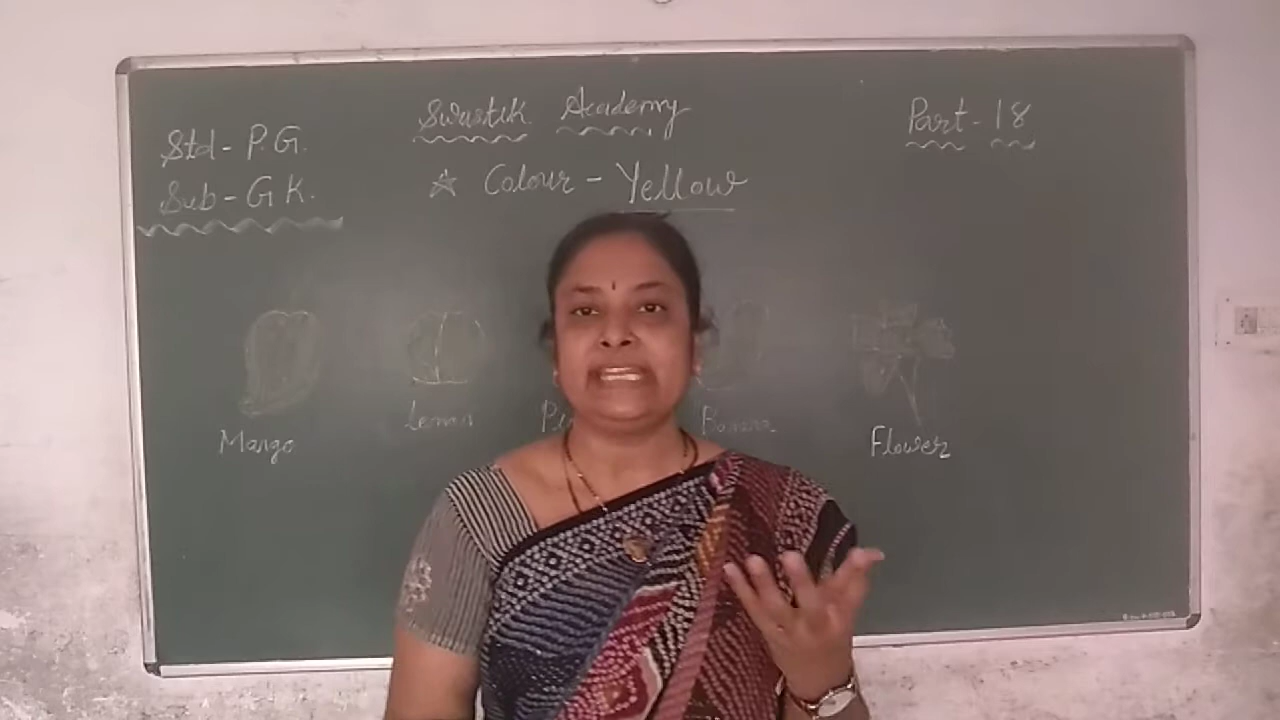 Swastik Academy
Part - 18
Std - P.G.
Sub - G K.
☆ Colour - Yellow
Mango
Lemon
Banana
Flower